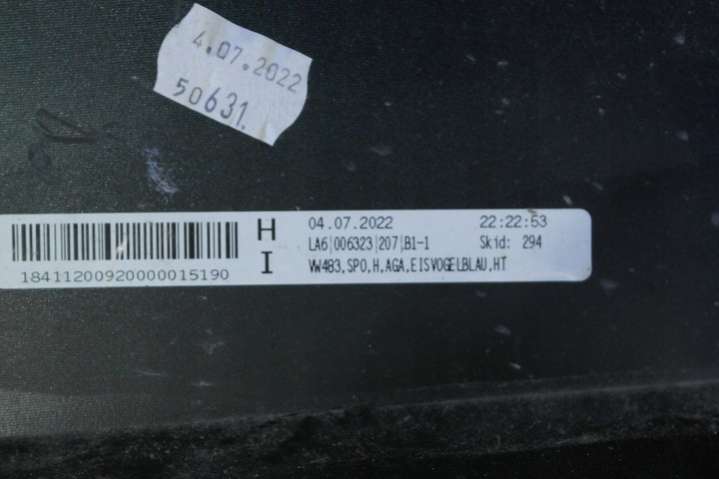 4.07.2022
50631.
H 04.07.2022 22:22:53
LA6|006323|207|.B1-1 Skid: 294
I VW483,SPO,H,AGA,EISVOGELBLAU,HT
18411200920000015190